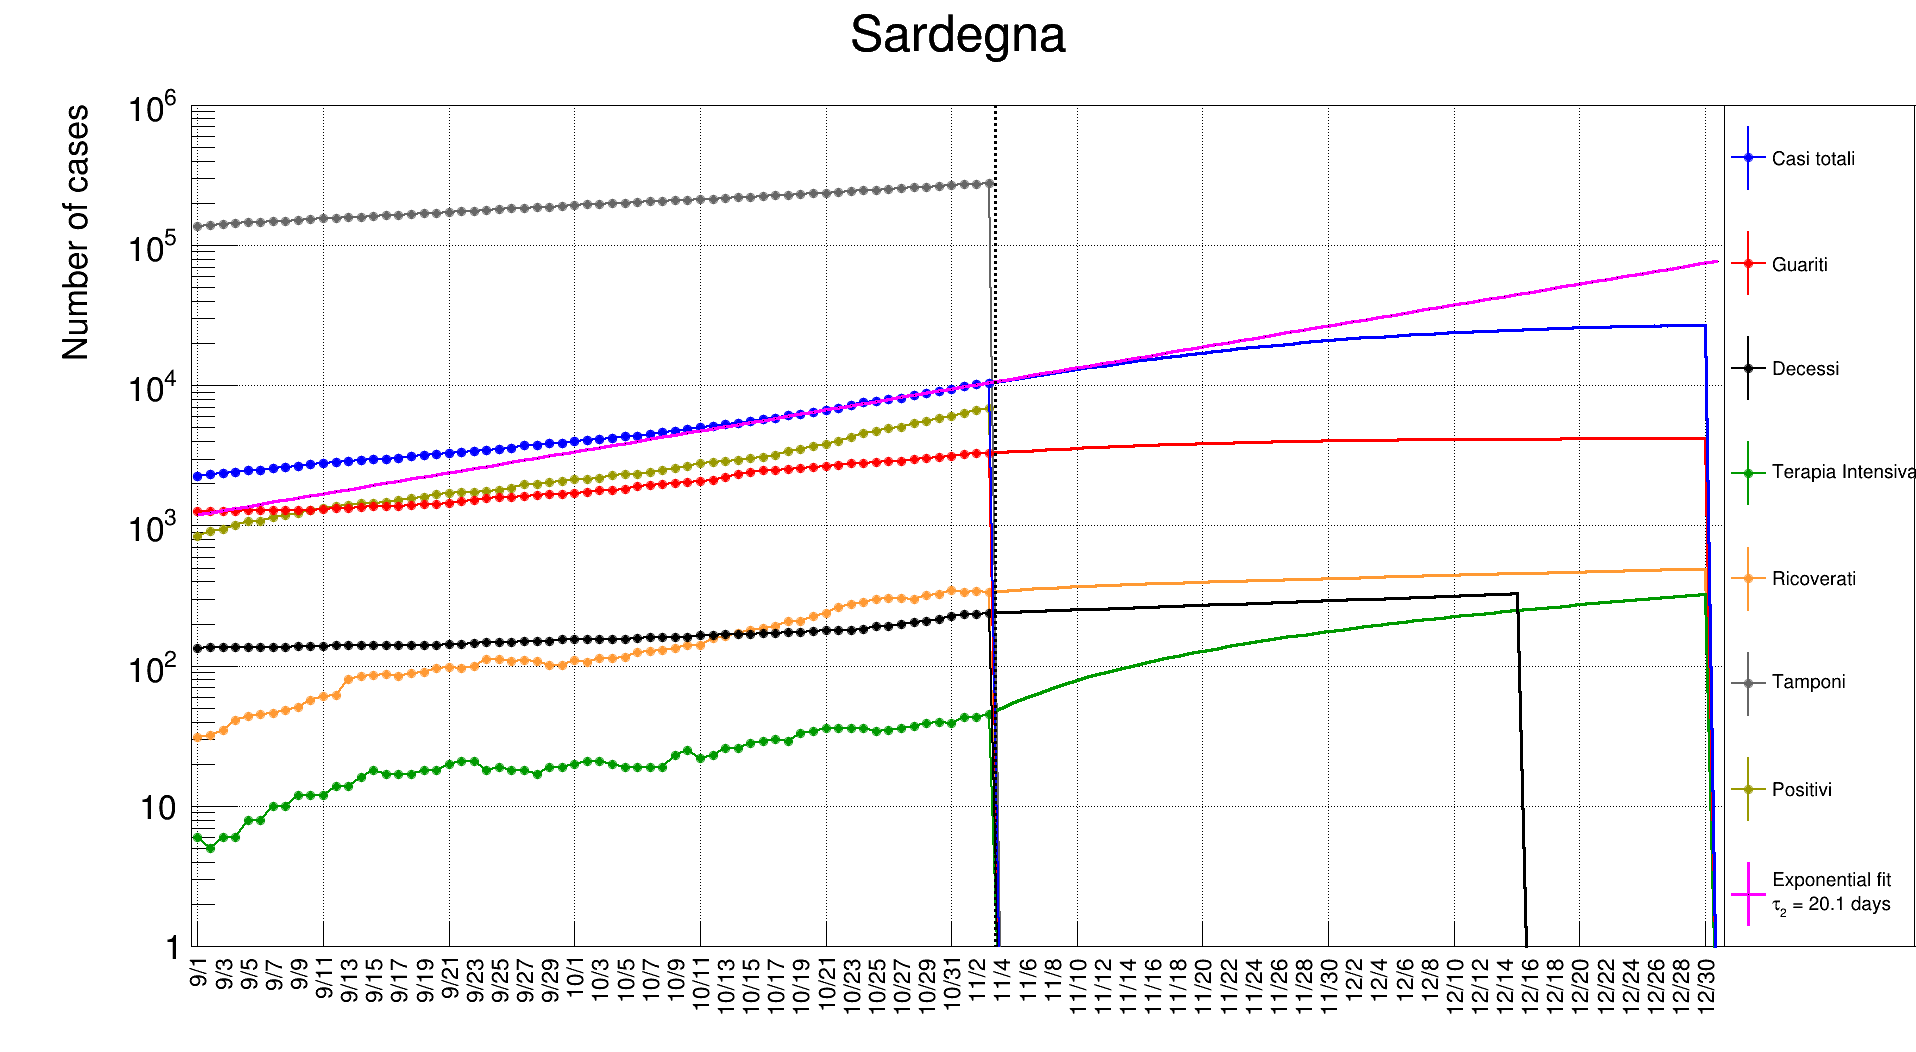 Sardegna
Number of cases
10^6
10^5
10^4
10^3
10^2
10
1
9/1 9/3 9/5 9/7 9/9 9/11 9/13 9/15 9/17 9/19 9/21 9/23 9/25 9/27 9/29 10/1 10/3 10/5 10/7 10/9 10/11 10/13 10/15 10/17 10/19 10/21 10/23 10/25 10/27 10/29 10/31 11/2 11/4 11/6 11/8 11/10 11/12 11/14 11/16 11/18 11/20 11/22 11/24 11/26 11/28 11/30 12/2 12/4 12/6 12/8 12/10 12/12 12/14 12/16 12/18 12/20 12/22 12/24 12/26 12/28 12/30
Casi totali
Guariti
Decessi
Terapia Intensiva
Ricoverati
Tamponi
Positivi
Exponential fit
τ₂ = 20.1 days